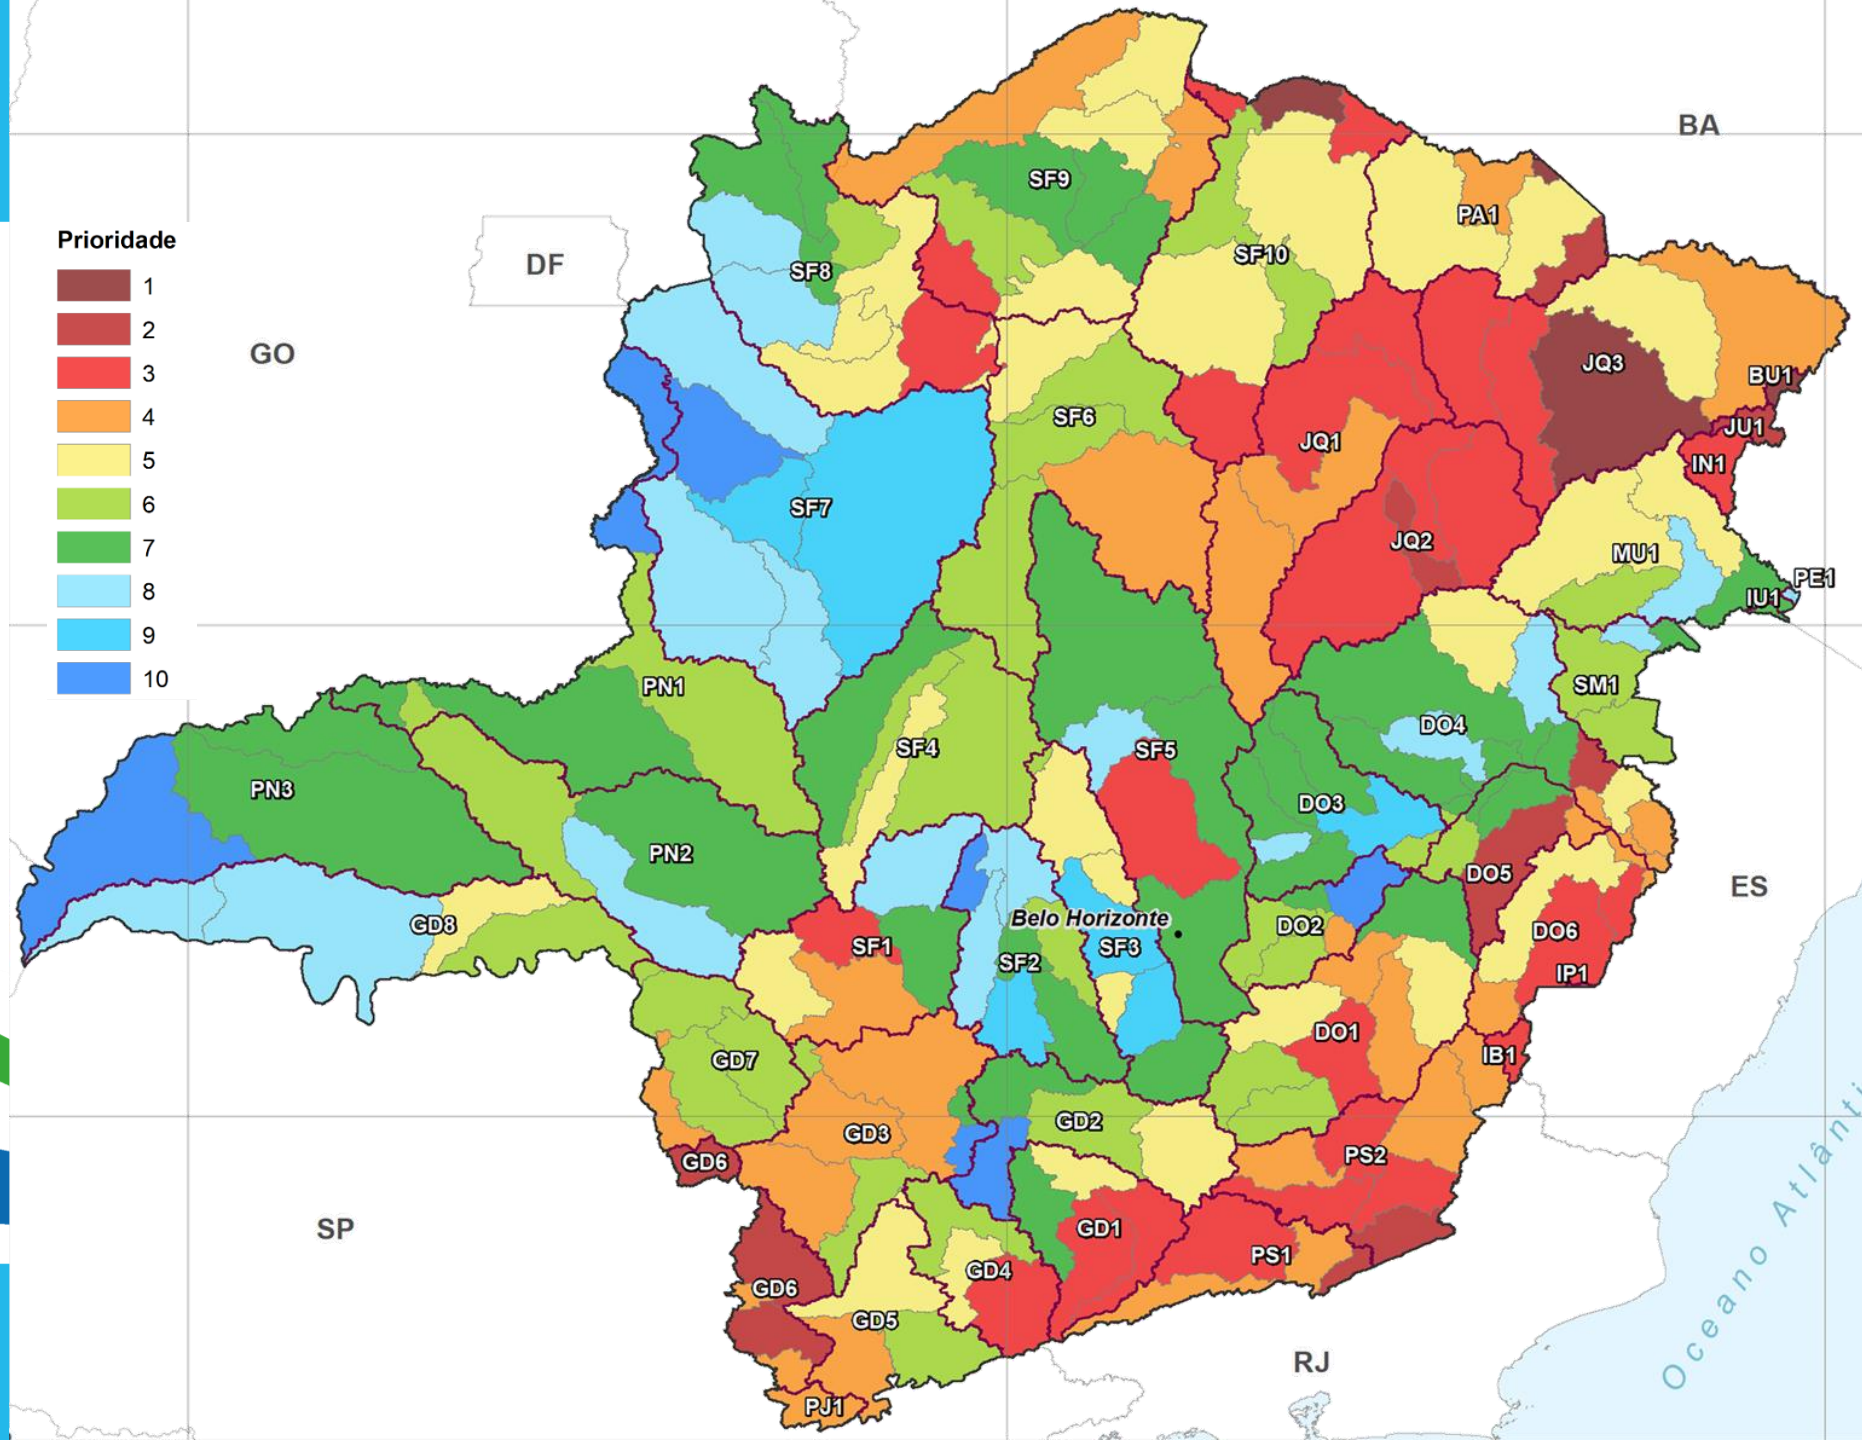 BA
SF9
PA1
Prioridade
SF10
DF
SF8
1
2
GO
JQ3
3
BU1
4
SF6
JU1
JQ1
5
IN1
6
SF7
JQ2
7
MU1
PE1
8
IU1
9
10
PN1
SM1
DO4
SF4
SF5
PN3
DO3
PN2
DO5
ES
Belo Horizonte
GD8
DO2
DO6
SF1
SF3
SF2
IP1
DO1
IB1
GD7
GD2
GD3
PS2
GD6
SP
GD1
PS1
GD4
GD6
GD5
RJ
PJ1
Oceano Atlânti